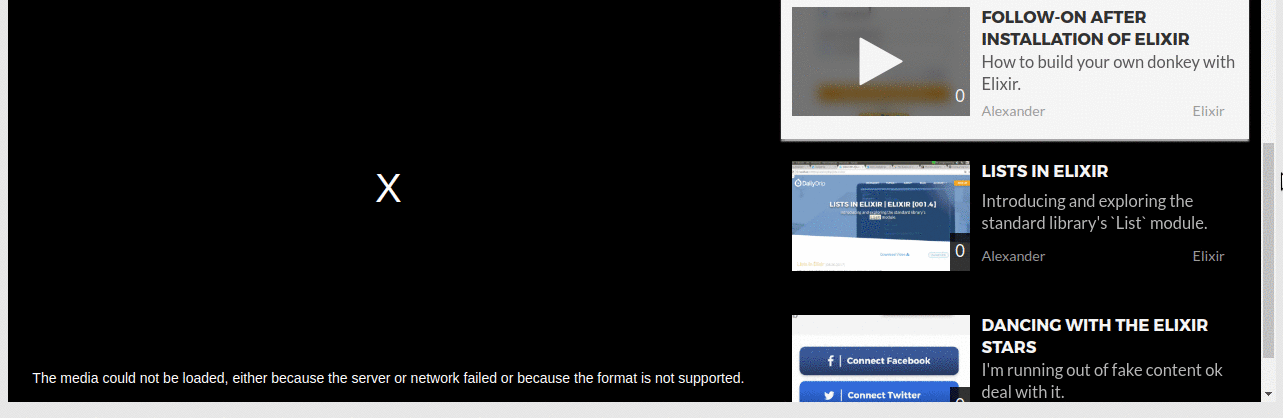 X
The media could not be loaded, either because the server or network failed or because the format is not supported.
0
FOLLOW-ON AFTER
INSTALLATION OF ELIXIR
How to build your own donkey with
Elixir.
Alexander Elixir
DailyDrip
LISTS IN ELIXIR | ELIXIR [001.4]
0
LISTS IN ELIXIR
Introducing and exploring the
standard library's `List` module.
Alexander Elixir
f | Connect Facebook
Connect Twitter
DANCING WITH THE ELIXIR
STARS
I'm running out of fake content ok
deal with it.